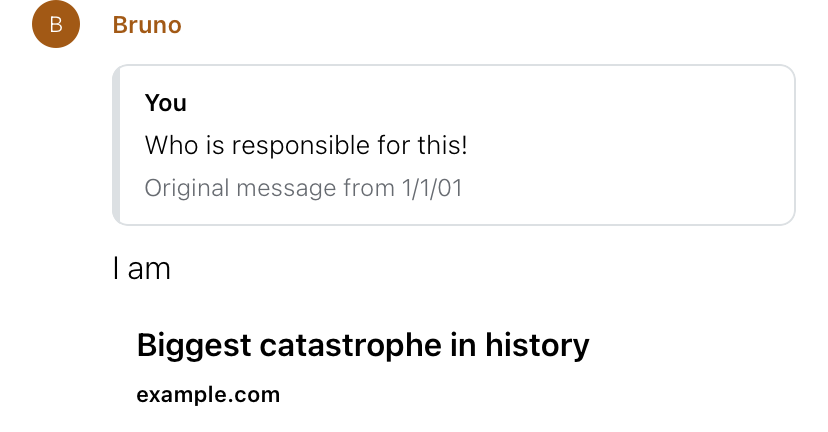 B
Bruno
You
Who is responsible for this!
Original message from 1/1/01
I am
Biggest catastrophe in history
example.com